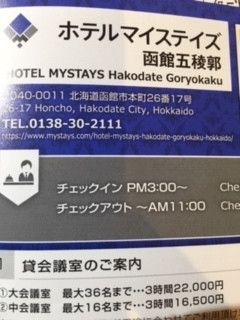 ホテルマイステイズ
函館五稜郭
HOTEL MYSTAYS Hakodate Goryokaku
〒040-0011 北海道函館市本町26番17号
26-17 Honcho, Hakodate City, Hokkaido
TEL.0138-30-2111
https://www.mystays.com/hotel-mystays-hakodate-goryokaku-hokkaido/
チェックイン PM3:00～ Che
チェックアウト ～AM11:00 Che
貸会議室のご案内
①大会議室 最大36名まで…3時間22,000円
②中会議室 最大16名まで…3時間16,500円